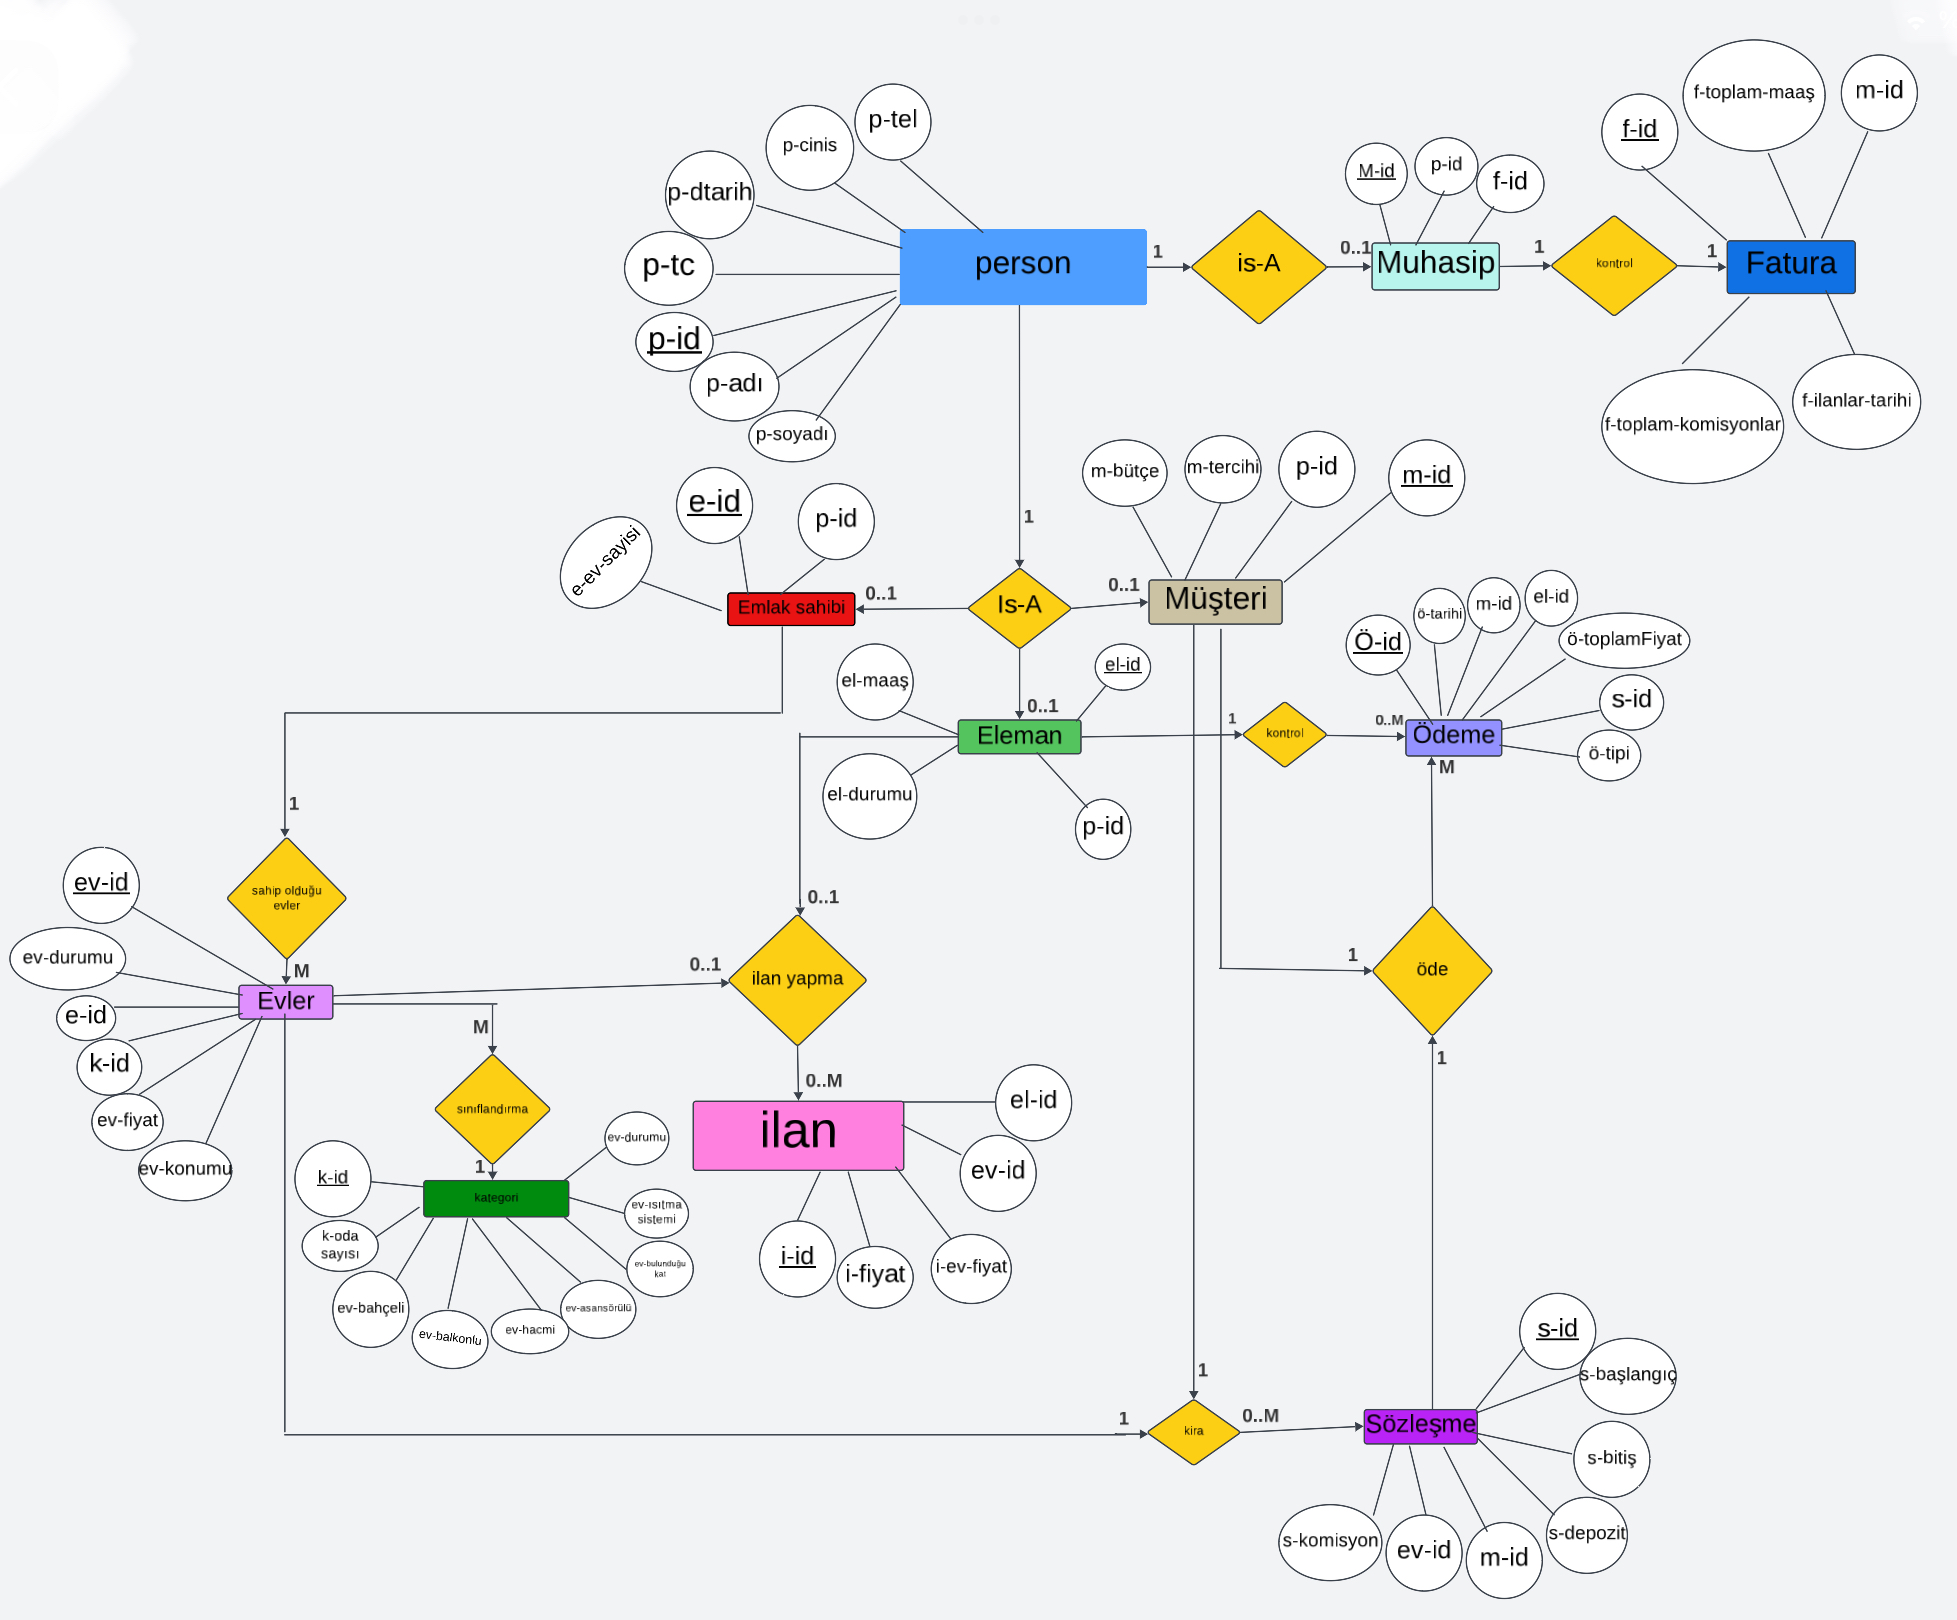 f-toplam-maaş
m-id
f-id
p-tel
p-cinis
p-dtarih
p-tc
p-id
p-adı
p-soyadı
person
1
is-A
0..1
M-id
p-id
f-id
Muhasip
1
kontrol
1
Fatura
f-toplam-komisyonlar
f-ilanlar-tarihi
1
m-bütçe
m-tercihi
p-id
m-id
e-id
p-id
e-ev-sayisi
Emlak sahibi
0..1
Is-A
0..1
Müşteri
0..1
el-maaş
el-id
Eleman
el-durumu
p-id
1
kontrol
0..M
Ö-id
ö-tarihi
m-id
el-id
ö-toplamFiyat
s-id
ö-tipi
Ödeme
M
1
sahip olduğu
evler
M
ev-id
ev-durumu
e-id
k-id
ev-fiyat
ev-konumu
Evler
0..1
0..1
ilan yapma
0..M
1
öde
1
M
sınıflandırma
1
kategori
k-id
k-oda
sayısı
ev-bahçeli
ev-balkonlu
ev-hacmi
ev-asansörülü
ev-bulunduğu
kat
ev-ısıtma
sistemi
ev-durumu
ilan
el-id
ev-id
i-id
i-fiyat
i-ev-fiyat
1
1
kira
0..M
Sözleşme
s-id
s-başlangıç
s-bitiş
s-depozit
m-id
ev-id
s-komisyon